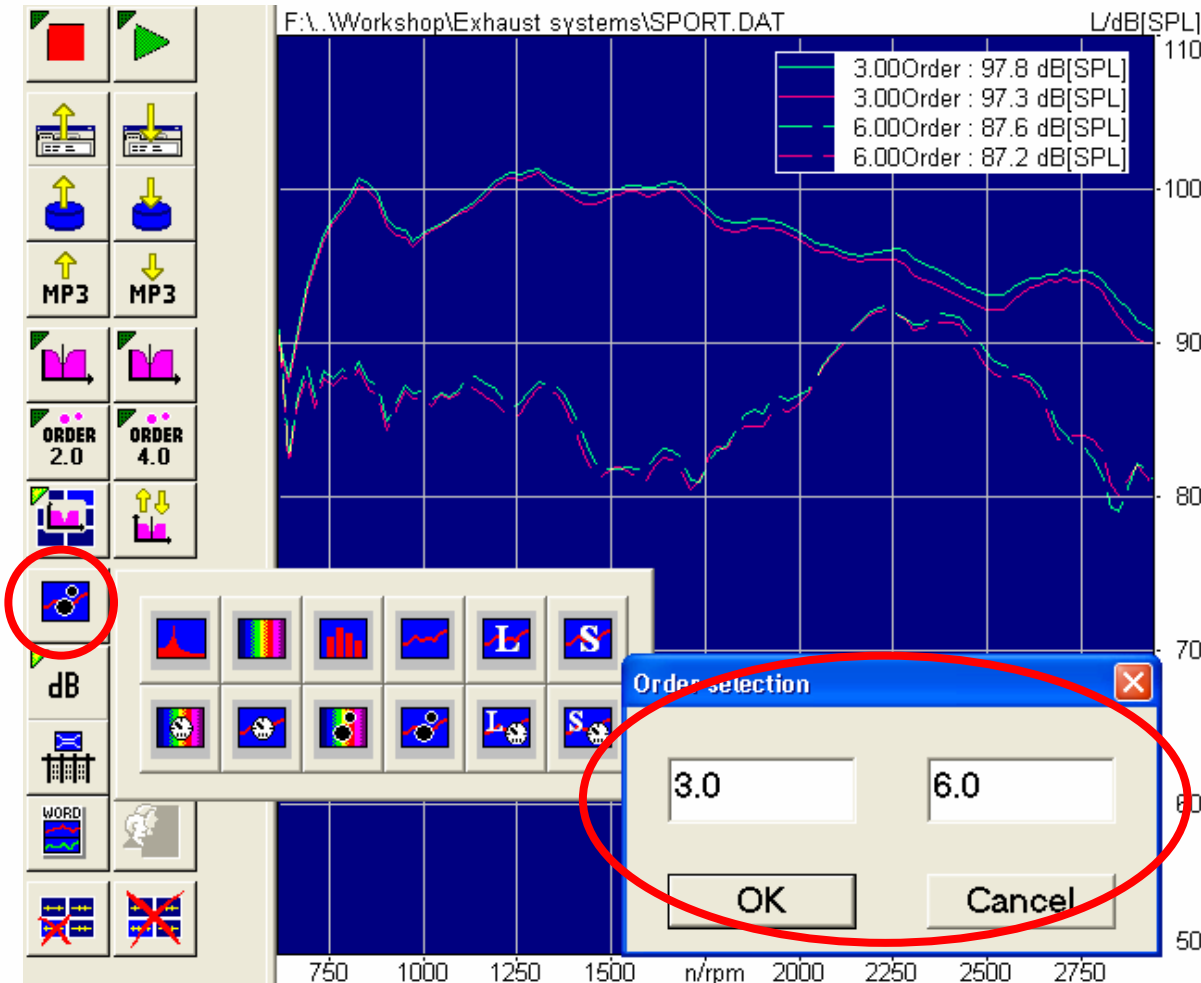 F:\..\Workshop\Exhaust systems\SPORT.DAT
L/dB[SPL]
110
3.00Order : 97.8 dB[SPL]
3.00Order : 97.3 dB[SPL]
6.00Order : 87.6 dB[SPL]
6.00Order : 87.2 dB[SPL]
100
MP3
MP3
90
ORDER
2.0
ORDER
4.0
80
70
L
S
dB
Order selection
L
S
3.0
6.0
60
WORD
OK
Cancel
50
750
1000
1250
1500
n/rpm
2000
2250
2500
2750